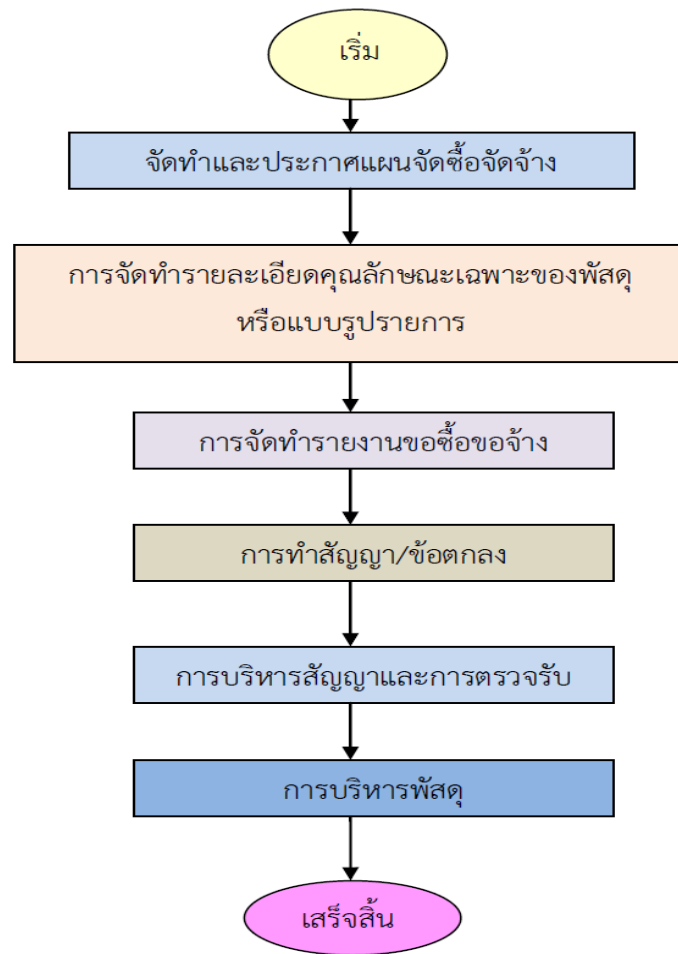 เริ่ม
จัดทำและประกาศแผนจัดซื้อจัดจ้าง
การจัดทำรายละเอียดคุณลักษณะเฉพาะของพัสดุ
หรือแบบรูปรายการ
การจัดทำรายงานขอซื้อขอจ้าง
การทำสัญญา/ข้อตกลง
การบริหารสัญญาและการตรวจรับ
การบริหารพัสดุ
เสร็จสิ้น